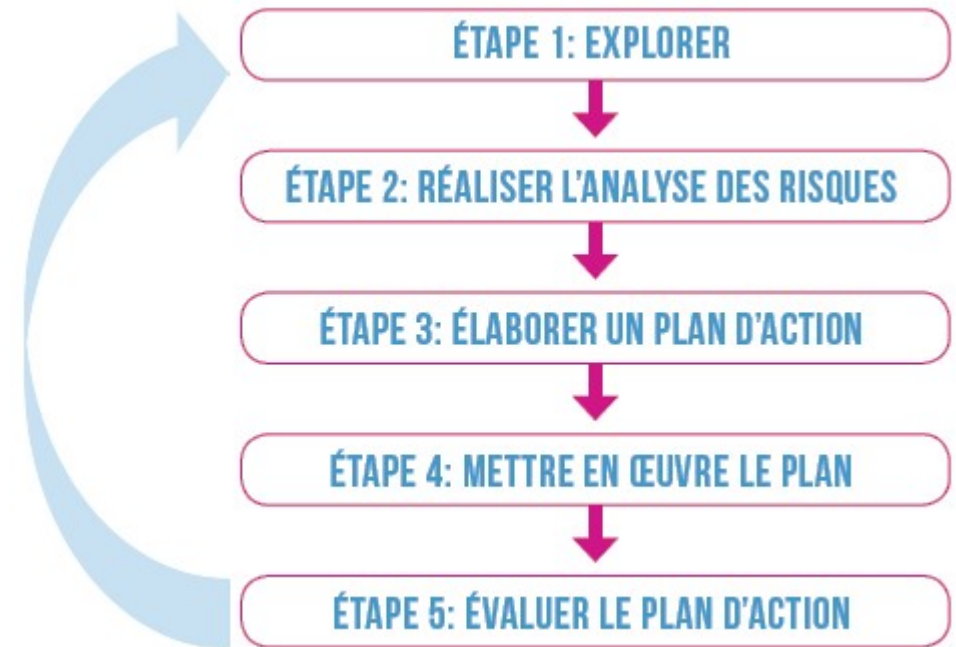 ÉTAPE 1: EXPLORER
ÉTAPE 2: RÉALISER L'ANALYSE DES RISQUES
ÉTAPE 3: ÉLABORER UN PLAN D'ACTION
ÉTAPE 4: METTRE EN ŒUVRE LE PLAN
ÉTAPE 5: ÉVALUER LE PLAN D'ACTION